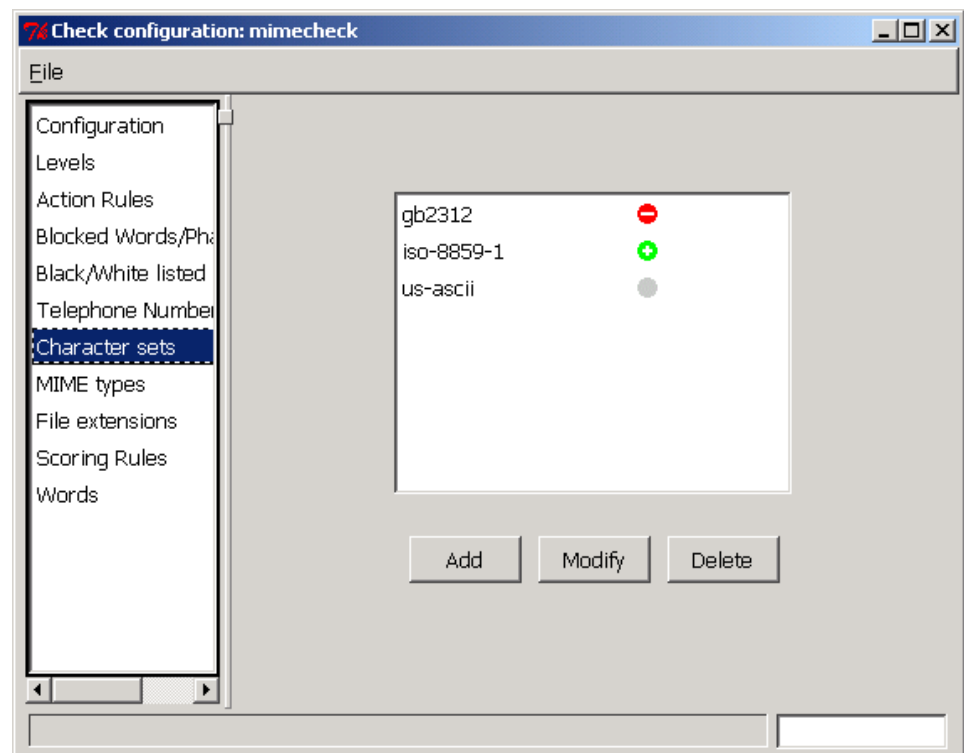 Check configuration: mimecheck
File
Configuration
Levels
Action Rules
Blocked Words/Pha
Black/White listed
Telephone Number
Character sets
MIME types
File extensions
Scoring Rules
Words
gb2312
iso-8859-1
us-ascii
Add Modify Delete